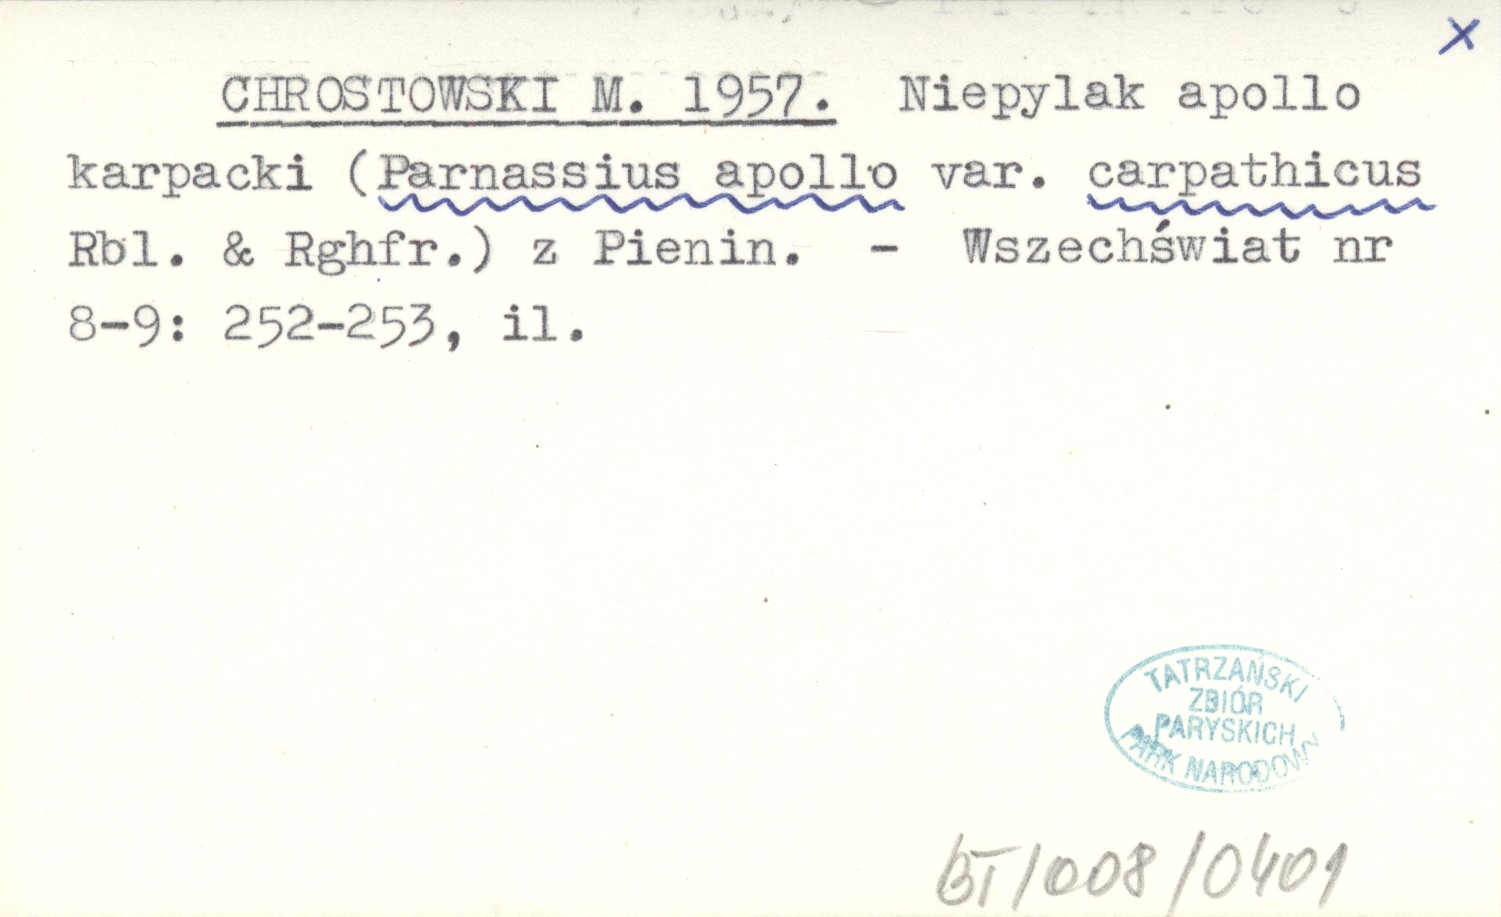 x
CHROSTOWSKI M. 1957. Niepylak apollo
karpacki (Parnassius apollo var. carpathicus
Rbl. & Rghfr.) z Pienin. - Wszechświat nr
8-9: 252-253, il.
TATRZAŃSKI
ZBIÓR
PARYSKICH
PARK NARODOWY
BT/008/0401